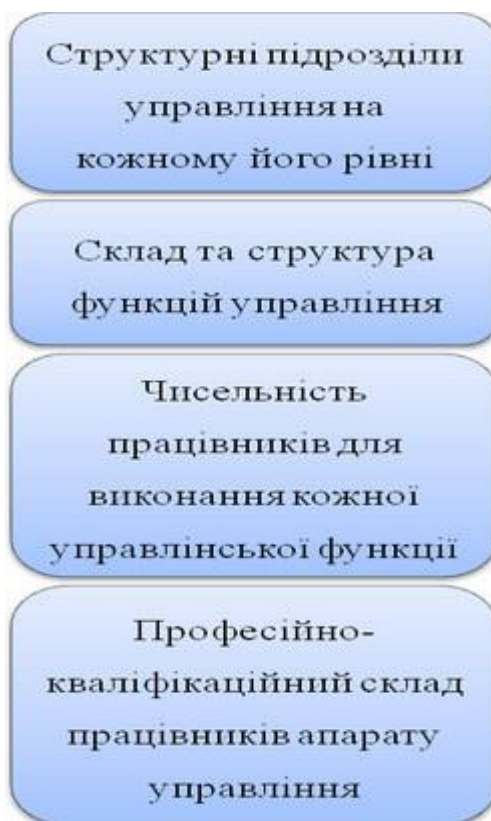 Структурні підрозділи
управління на
кожному його рівні
Склад та структура
функцій управління
Чисельність
працівників для
виконання кожної
управлінської функції
Професійно-
кваліфікаційний склад
працівників апарату
управління